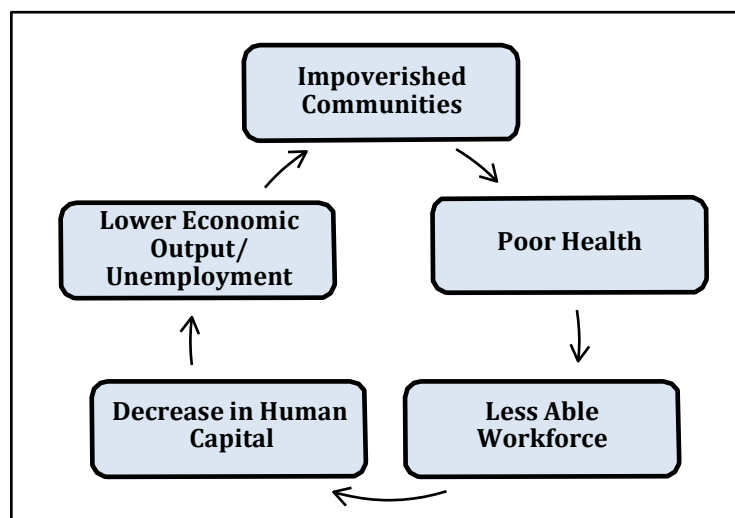 Impoverished
Communities
Poor Health
Less Able
Workforce
Decrease in Human
Capital
Lower Economic
Output/
Unemployment